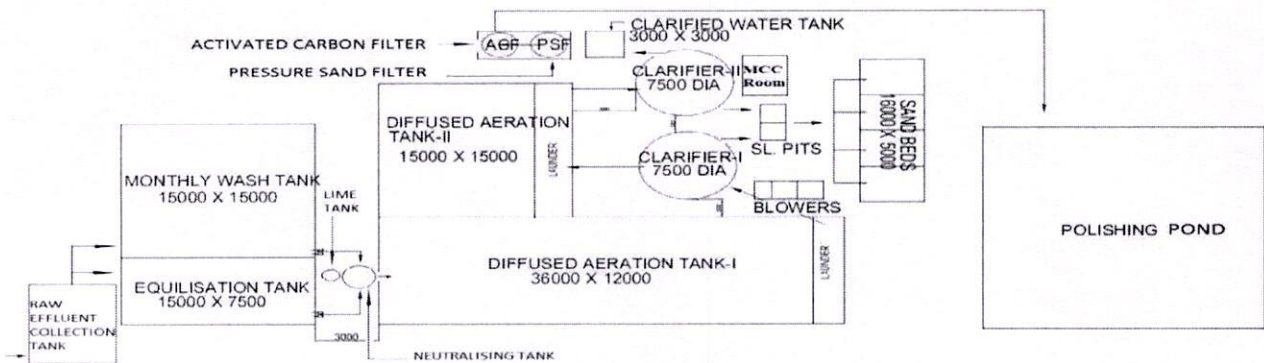 CLARIFIED WATER TANK
3000 X 3000
ACTIVATED CARBON FILTER
ACF
PSF
PRESSURE SAND FILTER
CLARIFIER-II
7500 DIA
MCC
Room
DIFFUSED AERATION
TANK-II
15000 X 15000
LAUNDER
CLARIFIER-I
7500 DIA
SL. PITS
SAND BEDS
16000 X 5000
BLOWERS
MONTHLY WASH TANK
15000 X 15000
LIME
TANK
POLISHING POND
DIFFUSED AERATION TANK-I
36000 X 12000
LAUNDER
EQUILISATION TANK
15000 X 7500
RAW
EFFLUENT
COLLECTION
TANK
3000
NEUTRALISING TANK